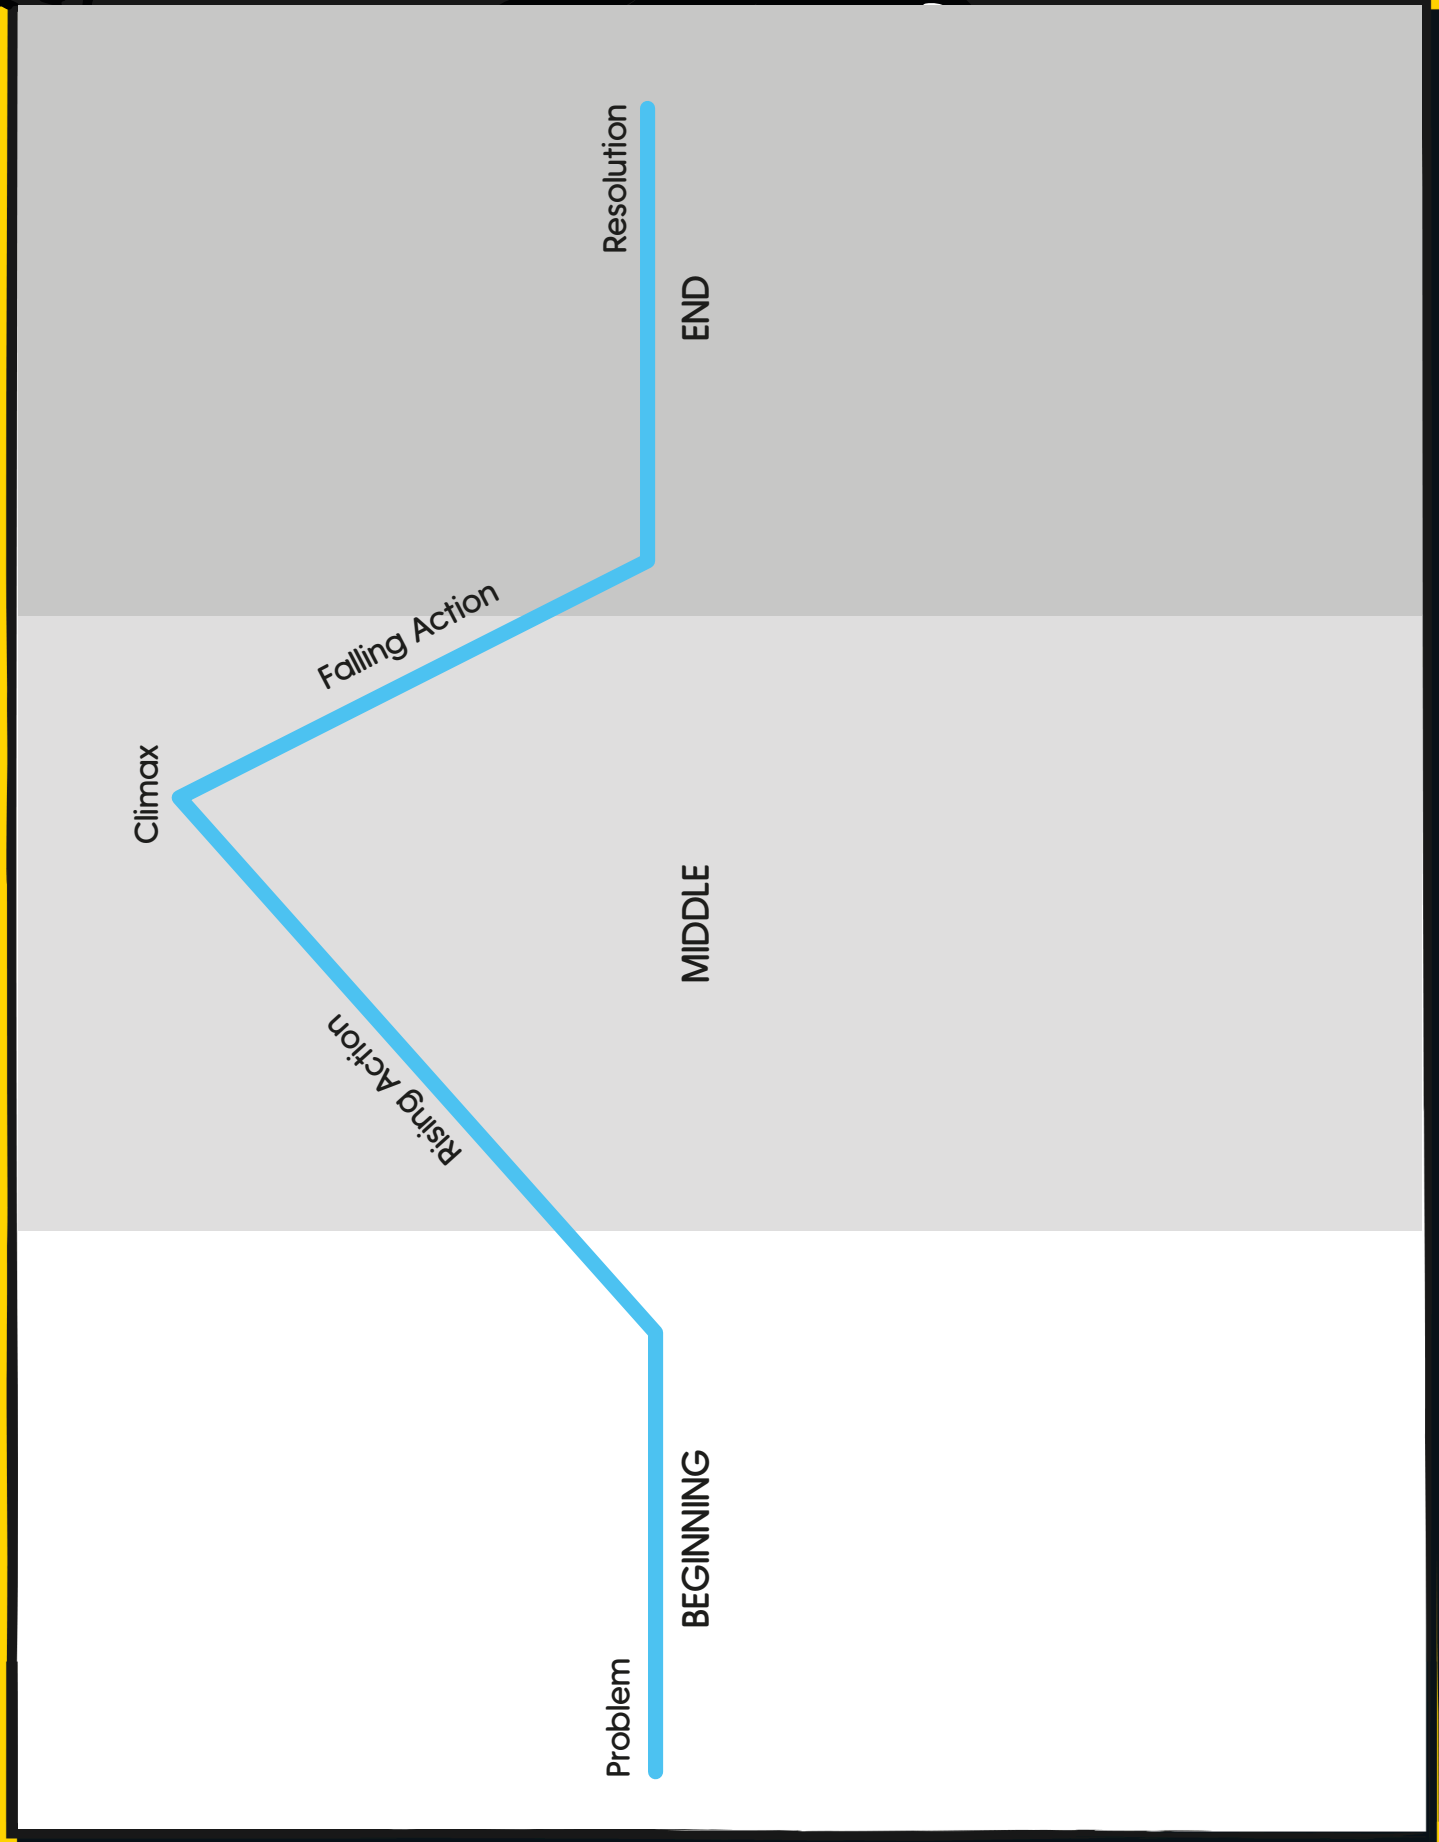 Problem
BEGINNING
Rising Action
Climax
MIDDLE
Falling Action
Resolution
END